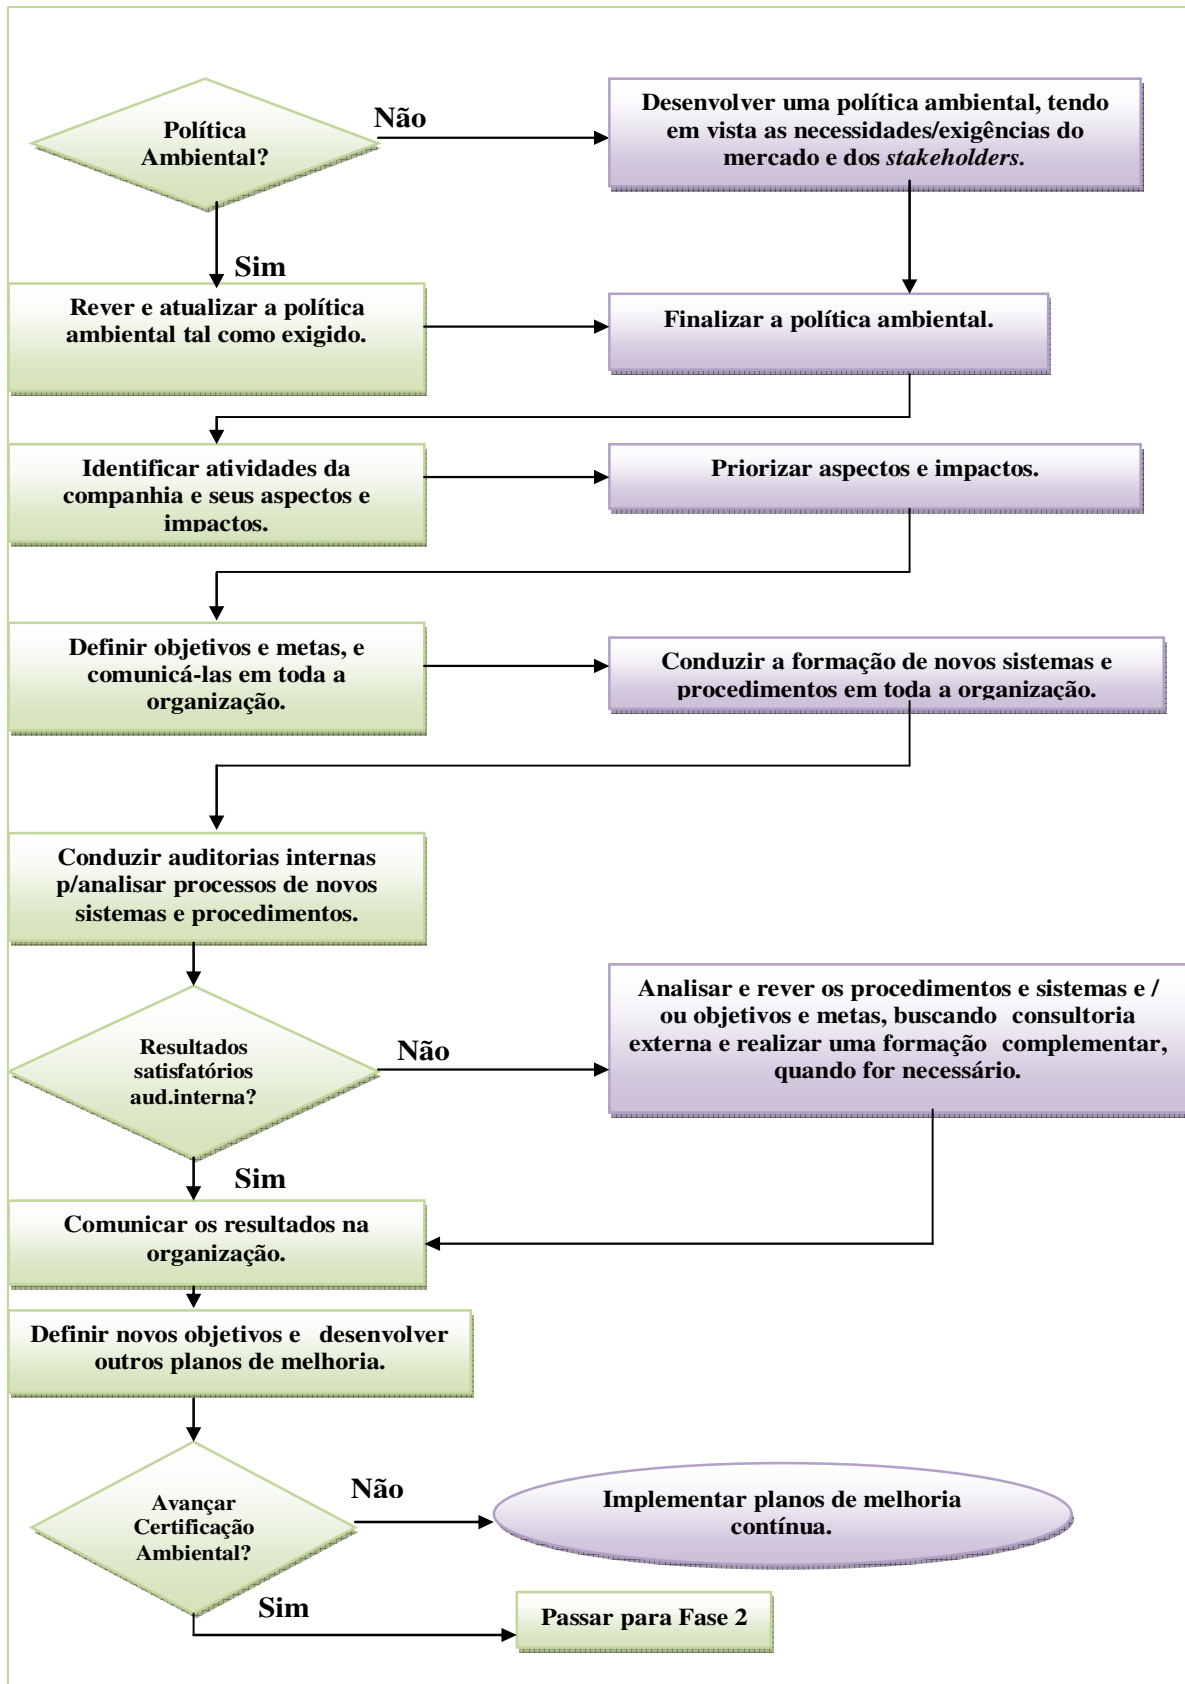 Política
Ambiental?
Não
Desenvolver uma política ambiental, tendo
em vista as necessidades/exigências do
mercado e dos stakeholders.
Sim
Rever e atualizar a política
ambiental tal como exigido.
Finalizar a política ambiental.
Identificar atividades da
companhia e seus aspectos e
impactos.
Priorizar aspectos e impactos.
Definir objetivos e metas, e
comunicá-las em toda a
organização.
Conduzir a formação de novos sistemas e
procedimentos em toda a organização.
Conduzir auditorias internas
p/analisar processos de novos
sistemas e procedimentos.
Resultados
satisfatórios
aud.interna?
Não
Analisar e rever os procedimentos e sistemas e /
ou objetivos e metas, buscando consultoria
externa e realizar uma formação complementar,
quando for necessário.
Sim
Comunicar os resultados na
organização.
Definir novos objetivos e desenvolver
outros planos de melhoria.
Avançar
Certificação
Ambiental?
Não
Implementar planos de melhoria
contínua.
Sim
Passar para Fase 2